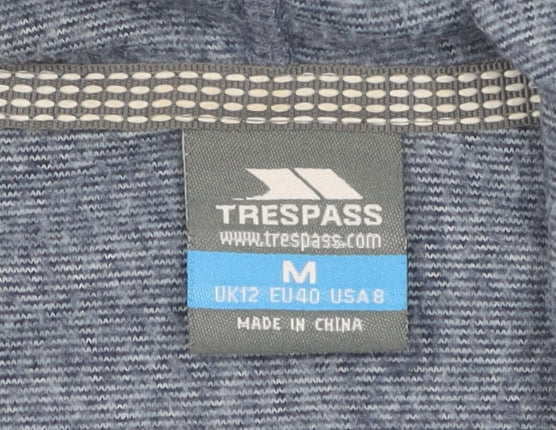 TRESPASS
www.trespass.com
M
UK12 EU40 USA8
MADE IN CHINA